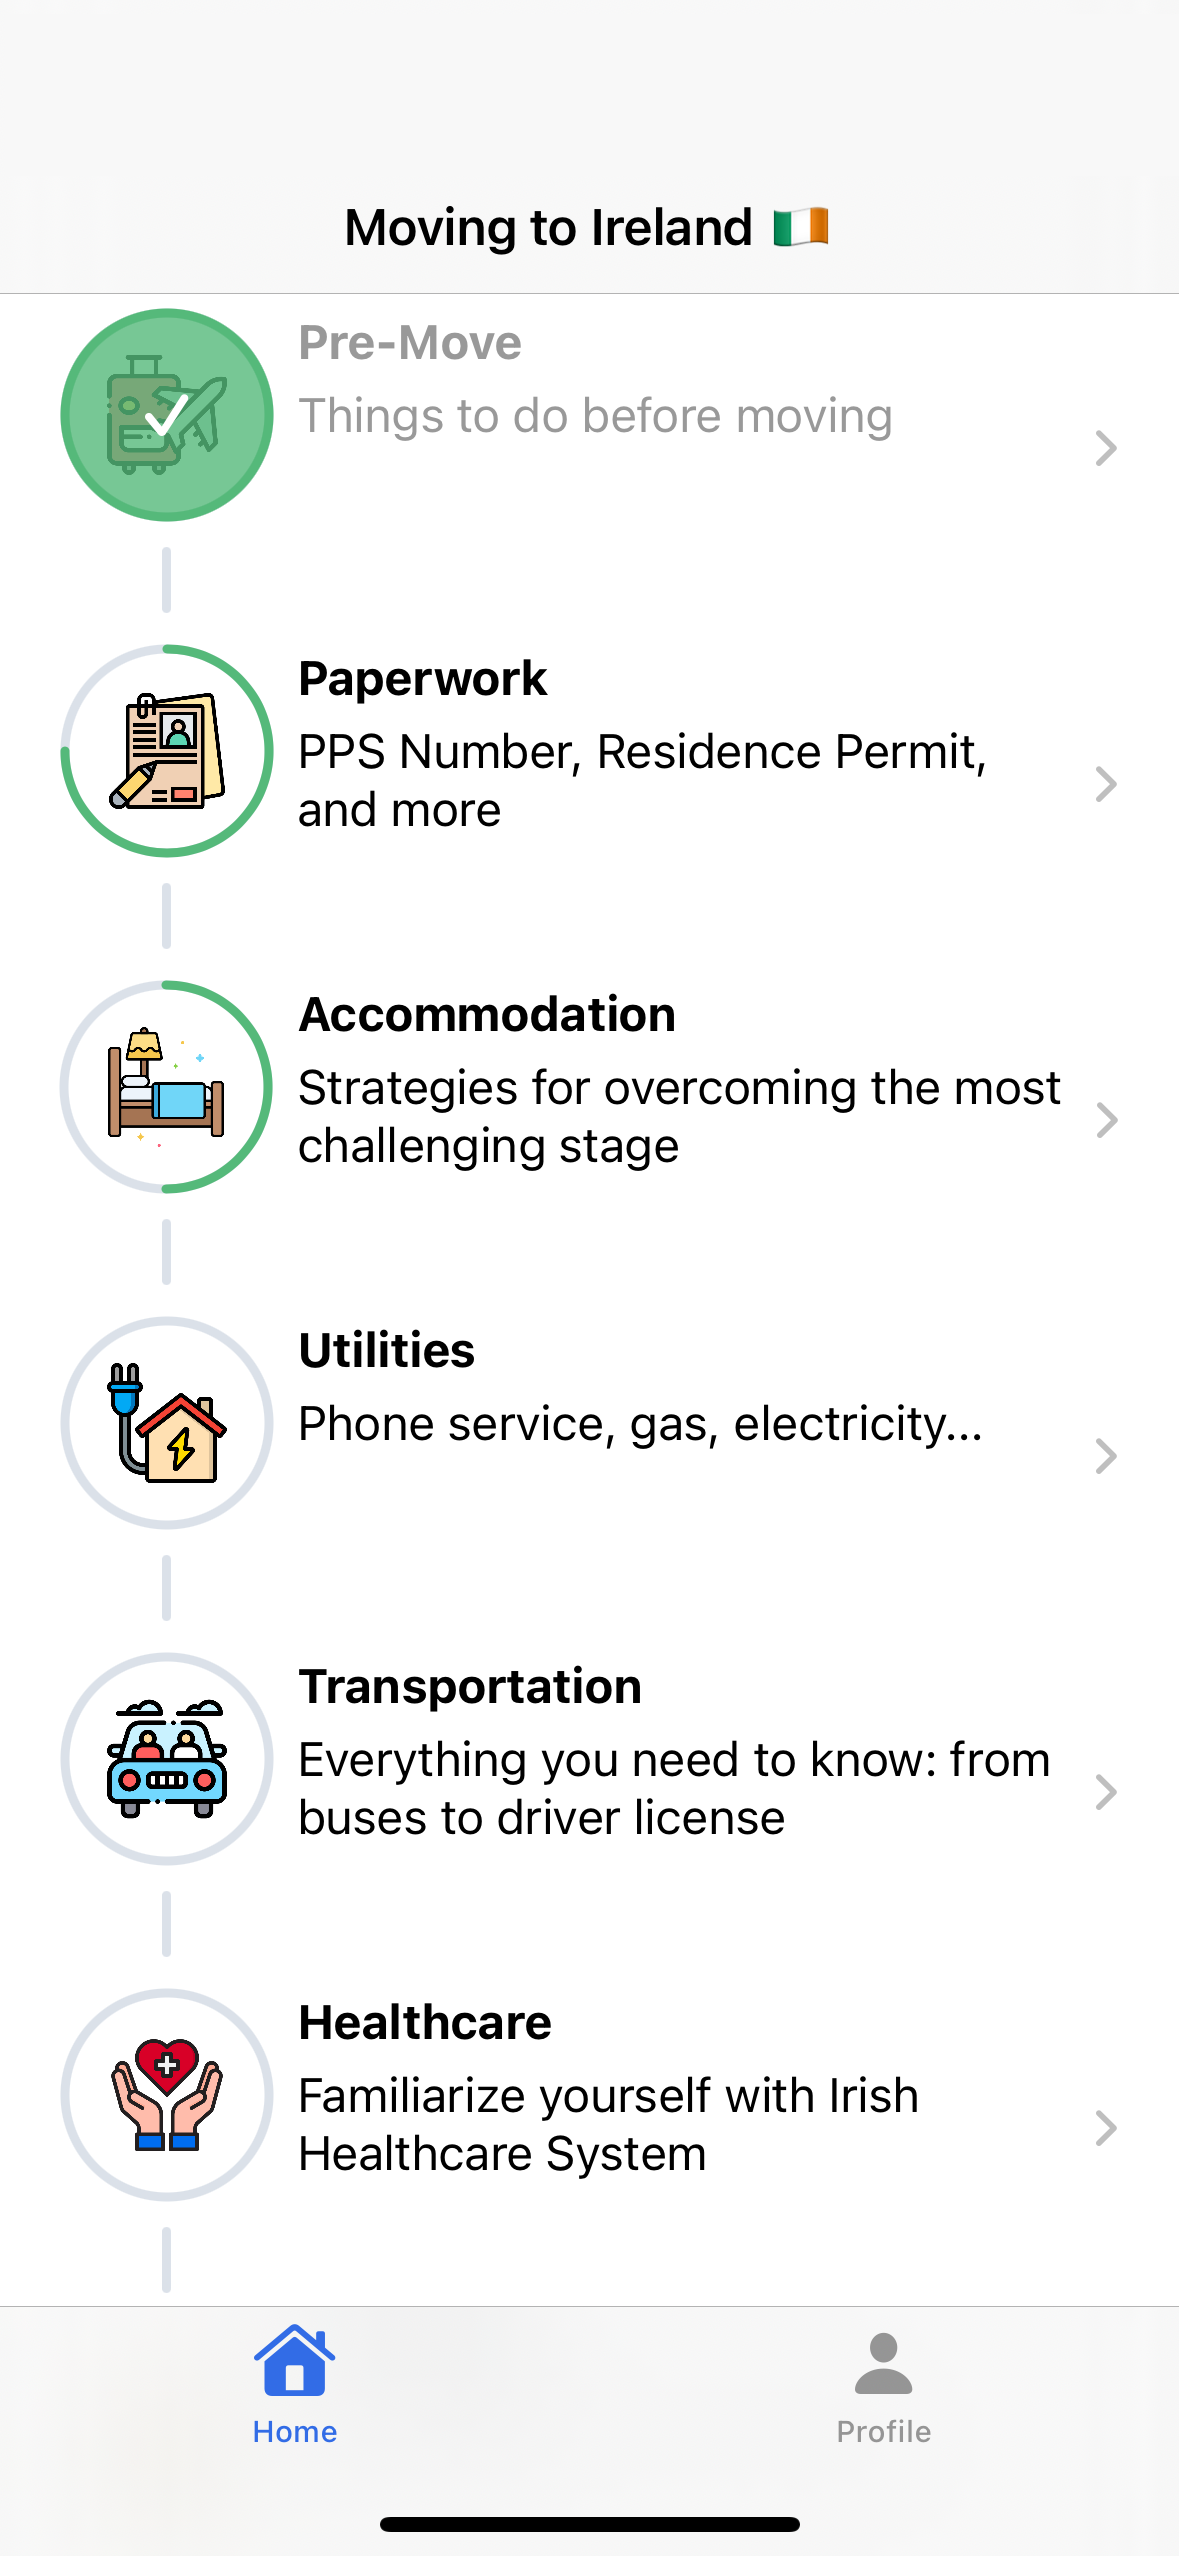 Moving to Ireland 🇮🇪
Pre-Move
Things to do before moving
Paperwork
PPS Number, Residence Permit,
and more
Accommodation
Strategies for overcoming the most
challenging stage
Utilities
Phone service, gas, electricity...
Transportation
Everything you need to know: from
buses to driver license
Healthcare
Familiarize yourself with Irish
Healthcare System
Home
Profile